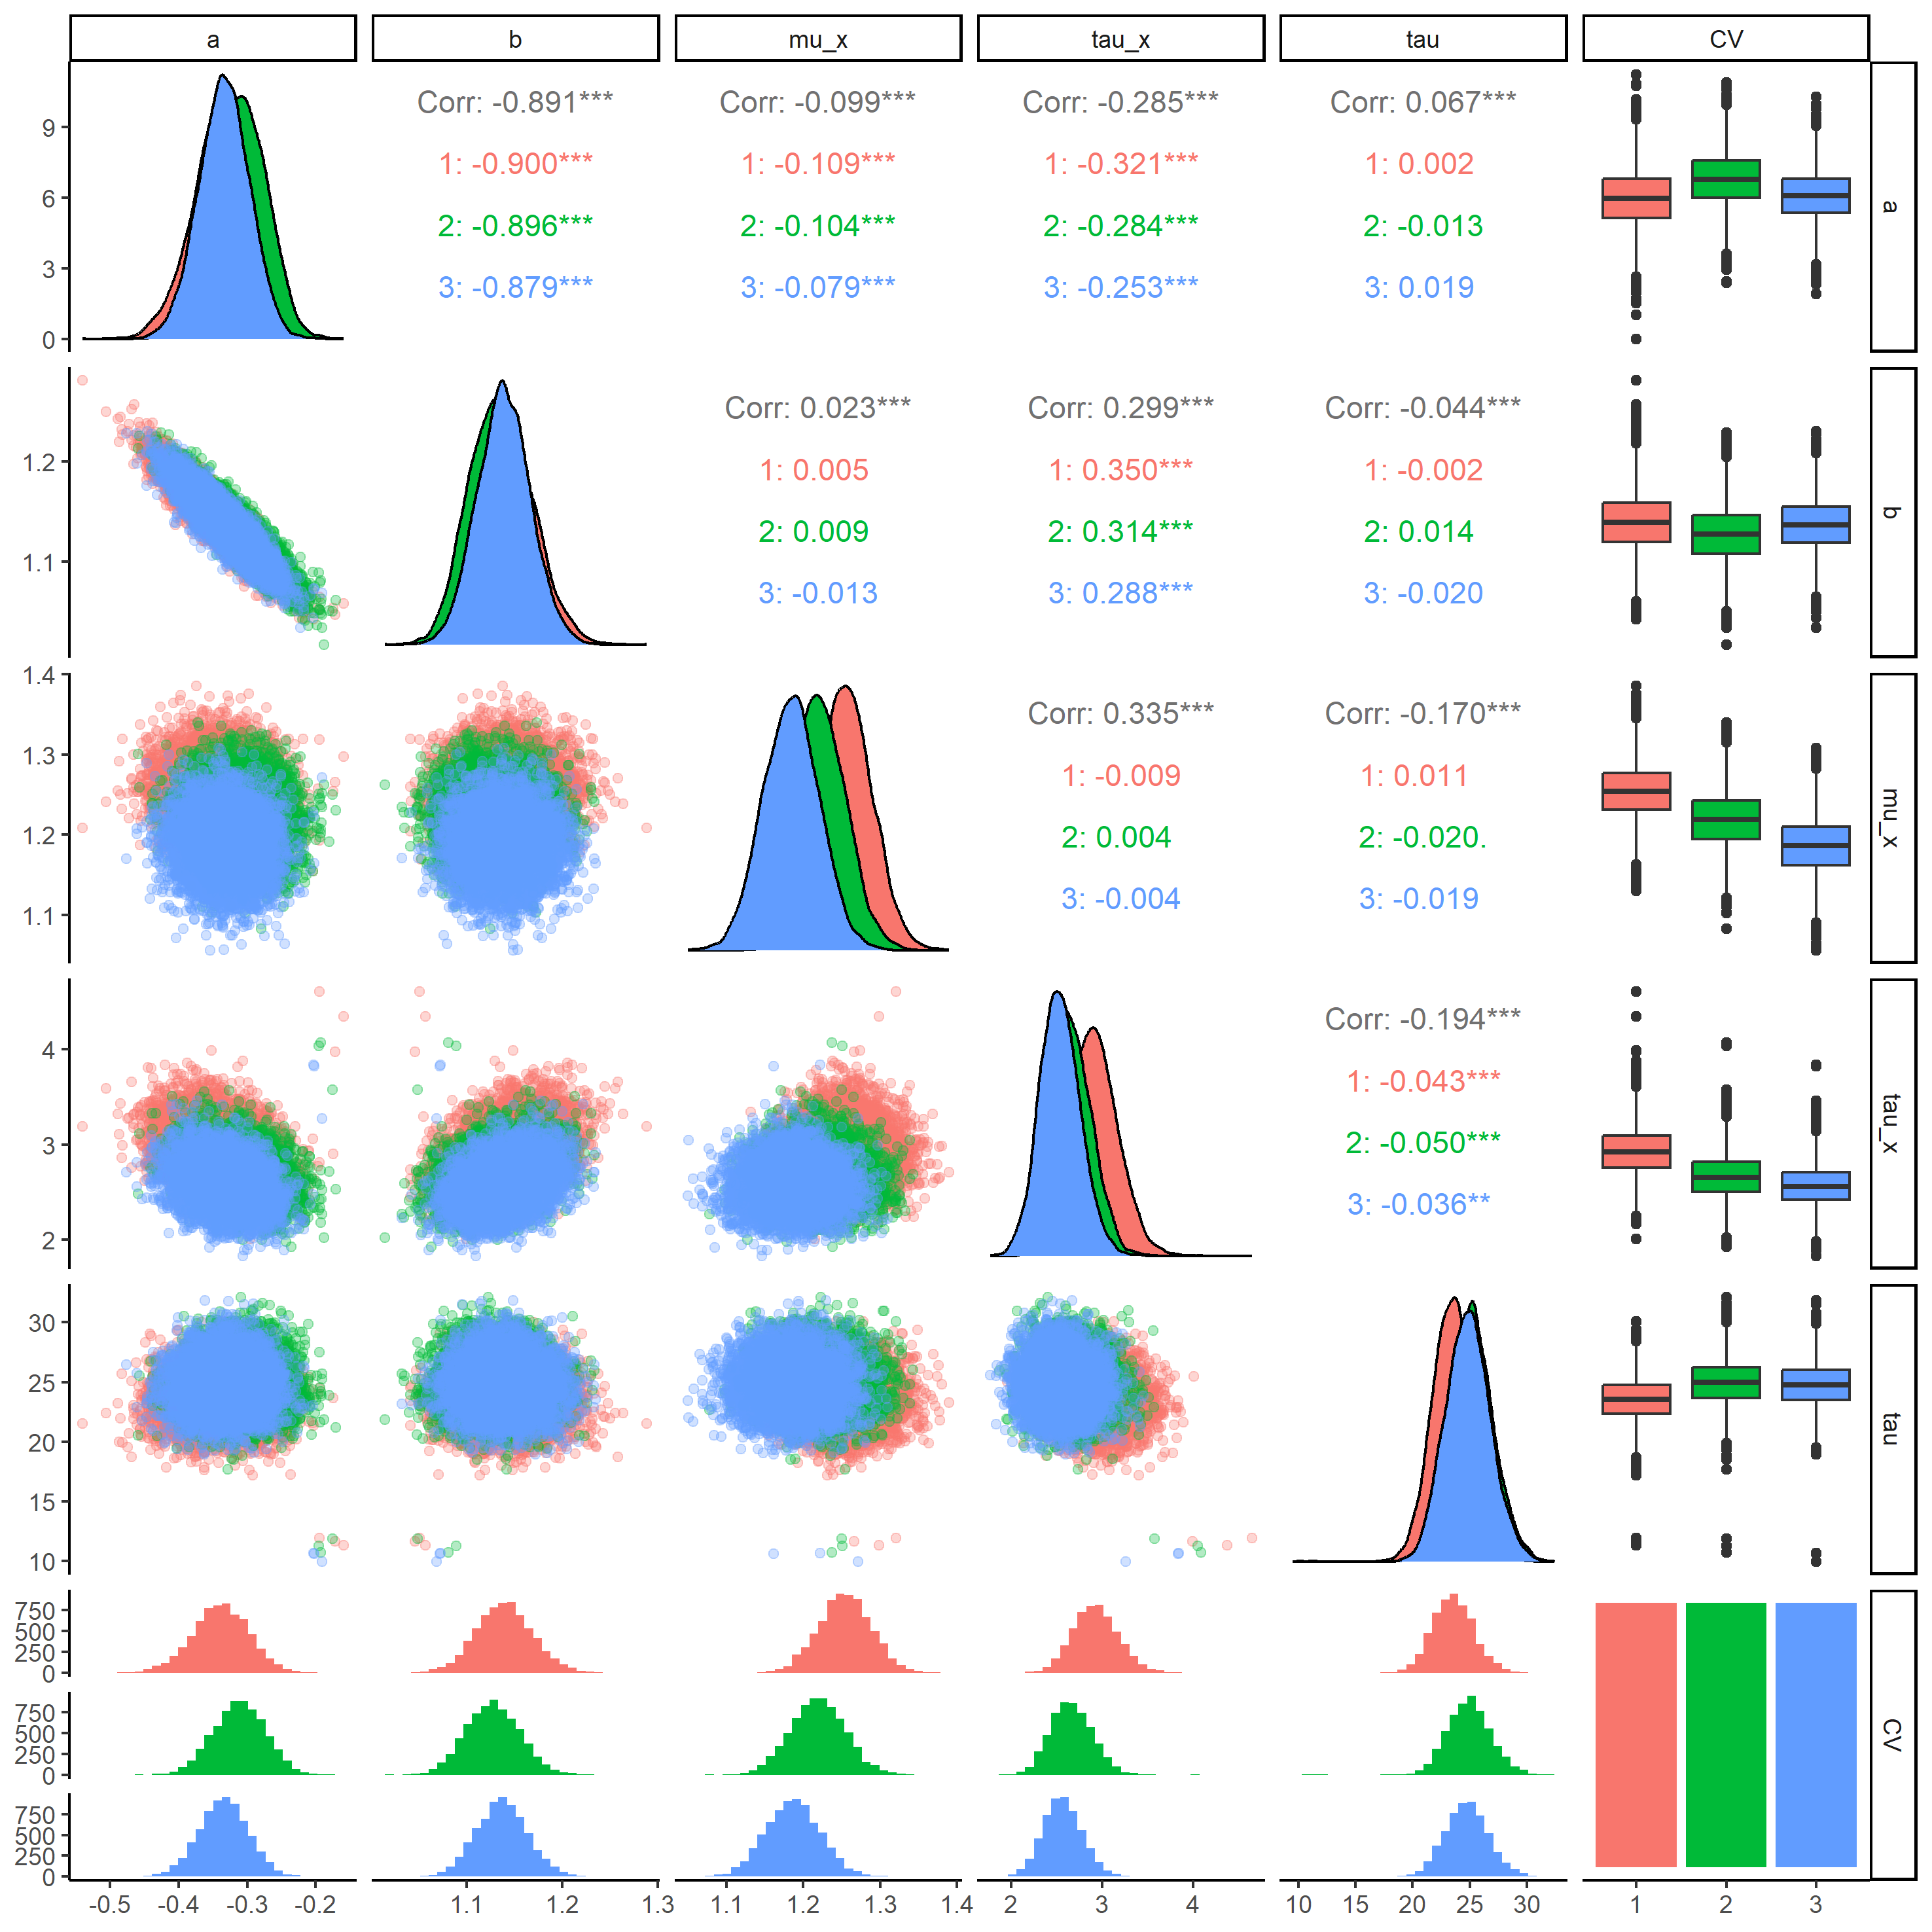 a b mu_x tau_x tau CV
Corr: -0.891*** Corr: -0.099*** Corr: -0.285*** Corr: 0.067***
9
1: -0.900*** 1: -0.109*** 1: -0.321*** 1: 0.002
6
a
2: -0.896*** 2: -0.104*** 2: -0.284*** 2: -0.013
3
3: -0.879*** 3: -0.079*** 3: -0.253*** 3: 0.019
0
Corr: 0.023*** Corr: 0.299*** Corr: -0.044***
1.2
1: 0.005 1: 0.350*** 1: -0.002
b
2: 0.009 2: 0.314*** 2: 0.014
1.1
3: -0.013 3: 0.288*** 3: -0.020
1.4
Corr: 0.335*** Corr: -0.170***
1.3
1: -0.009 1: 0.011
mu_x
1.2
2: 0.004 2: -0.020.
3: -0.004 3: -0.019
1.1
Corr: -0.194***
4
1: -0.043***
tau_x
3
2: -0.050***
3: -0.036**
2
30
25
tau
20
15
10
750
500
250
0
750
CV
500
250
0
750
500
250
0
-0.5 -0.4 -0.3 -0.2 1.1 1.2 1.3 1.1 1.2 1.3 1.4 2 3 4 10 15 20 25 30 1 2 3